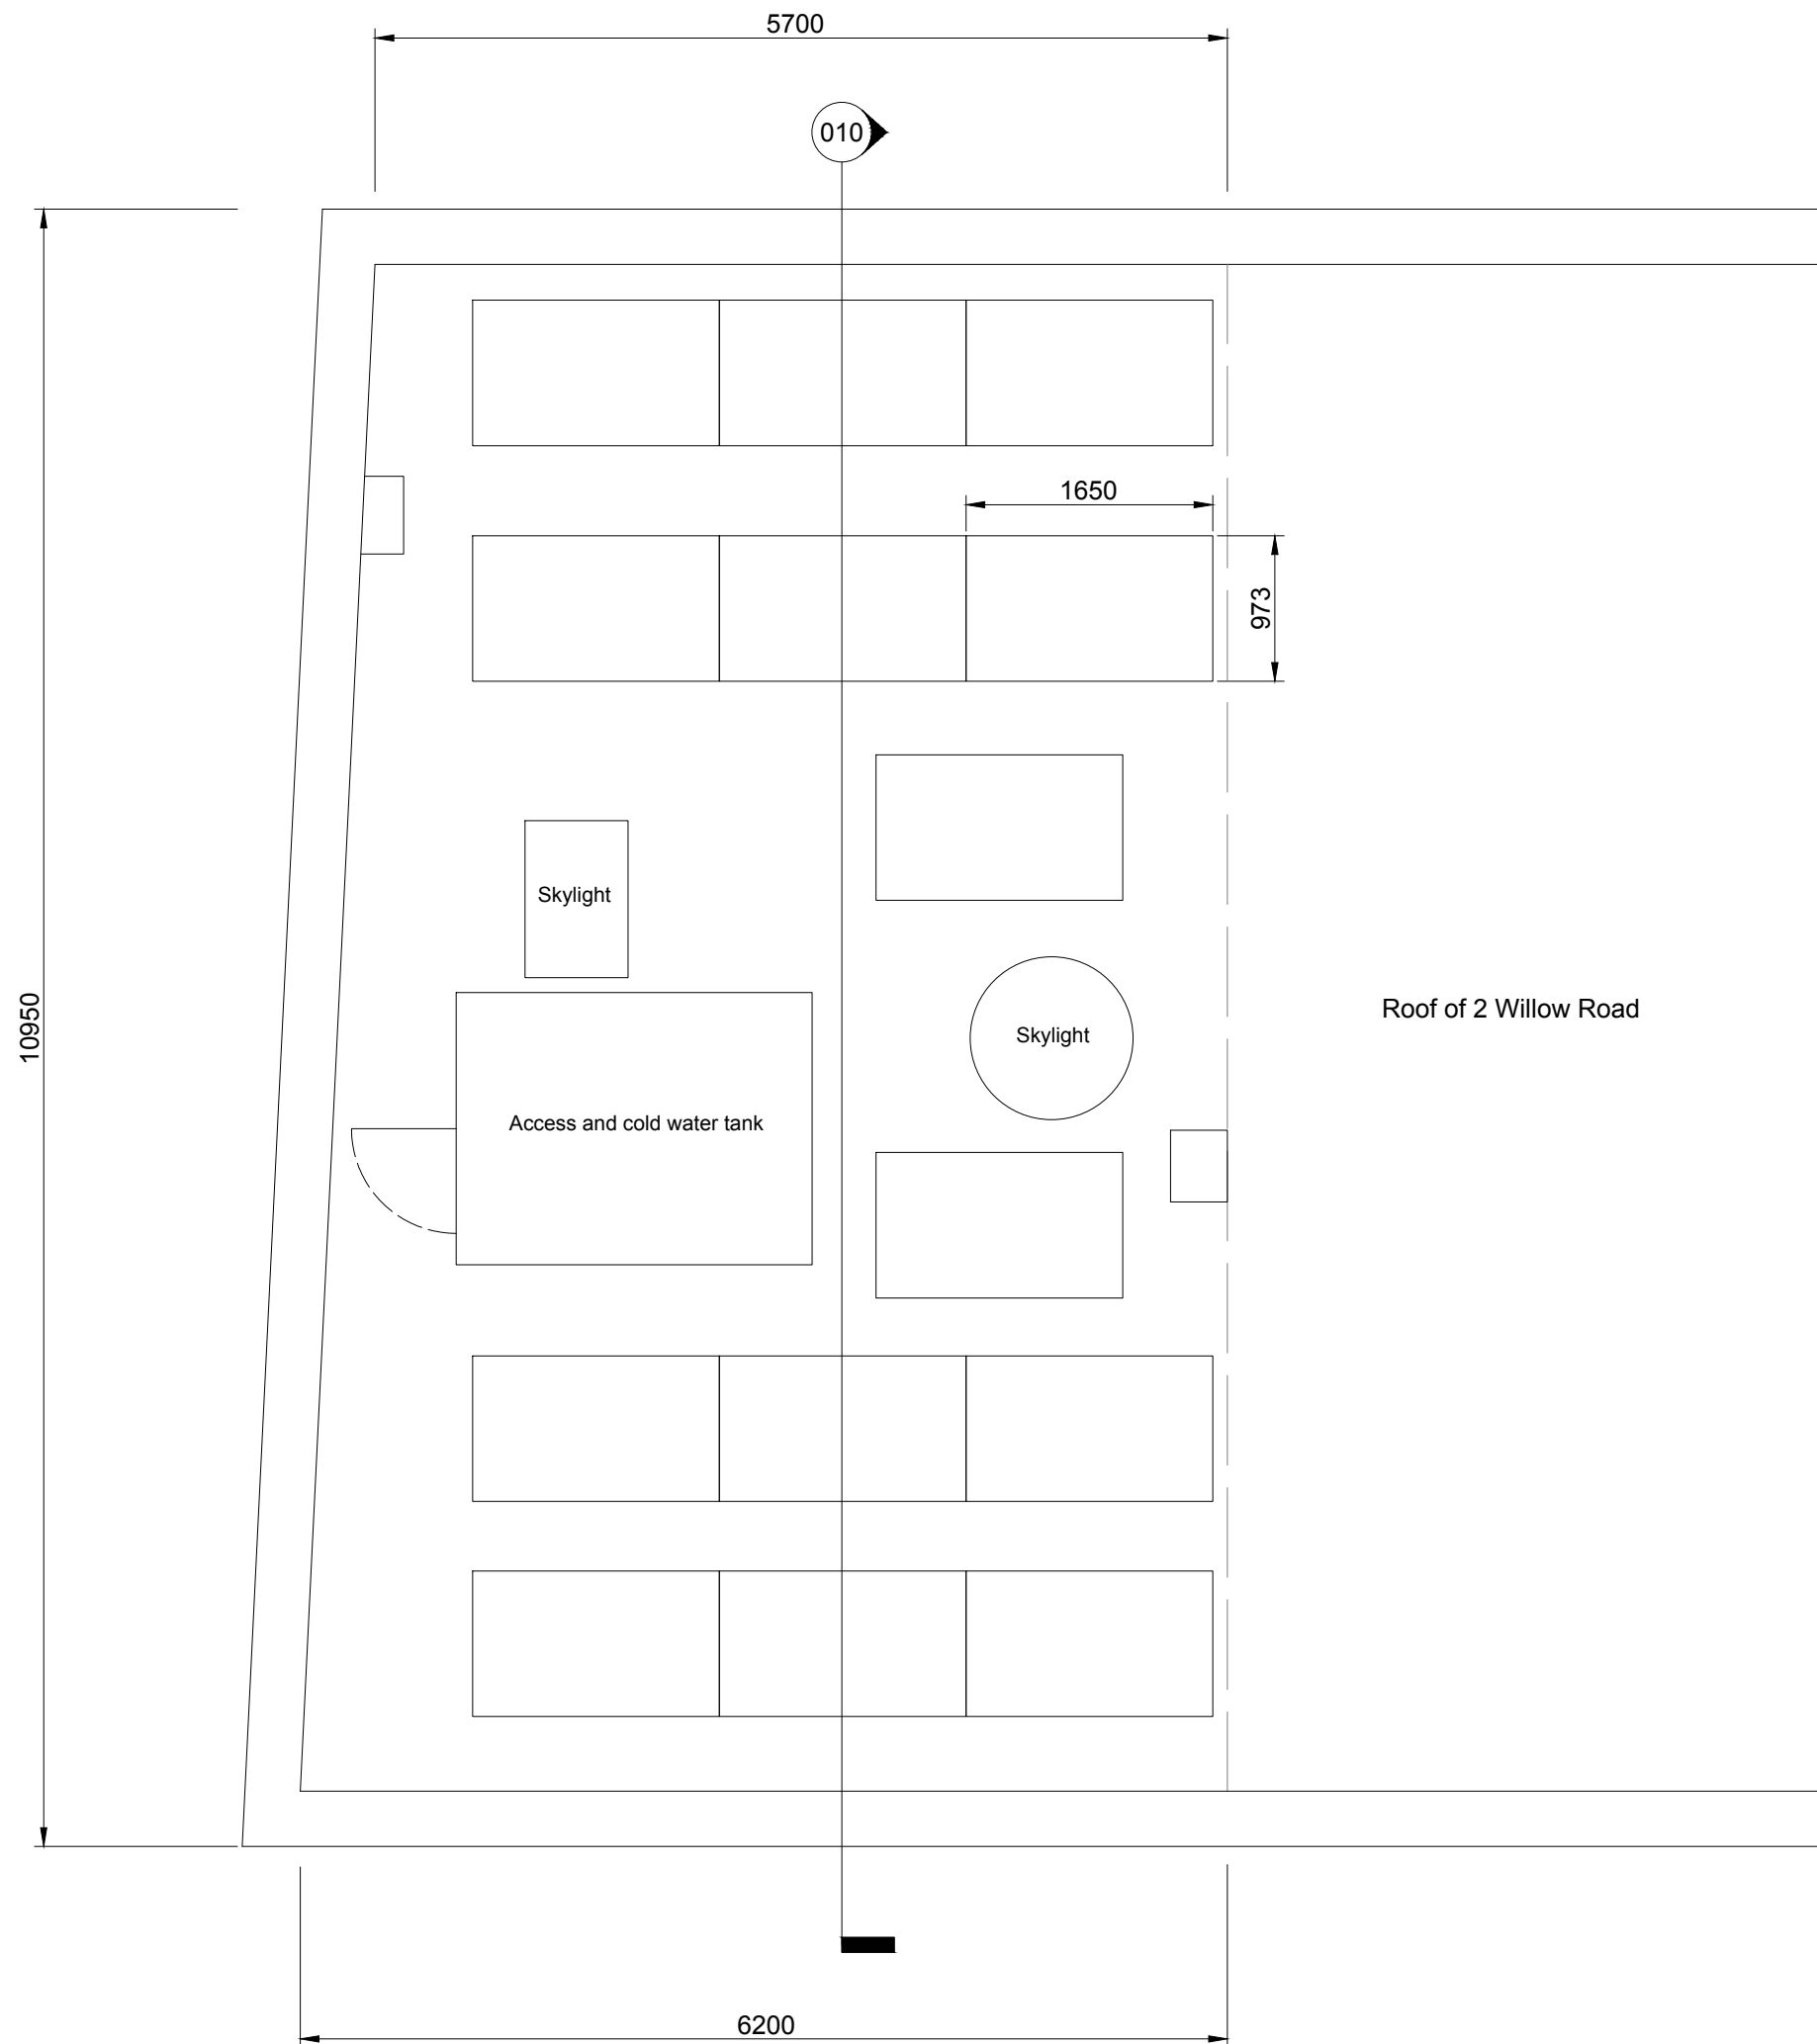 5700
010
1650
973
Skylight
10950
Roof of 2 Willow Road
Skylight
Access and cold water tank
6200